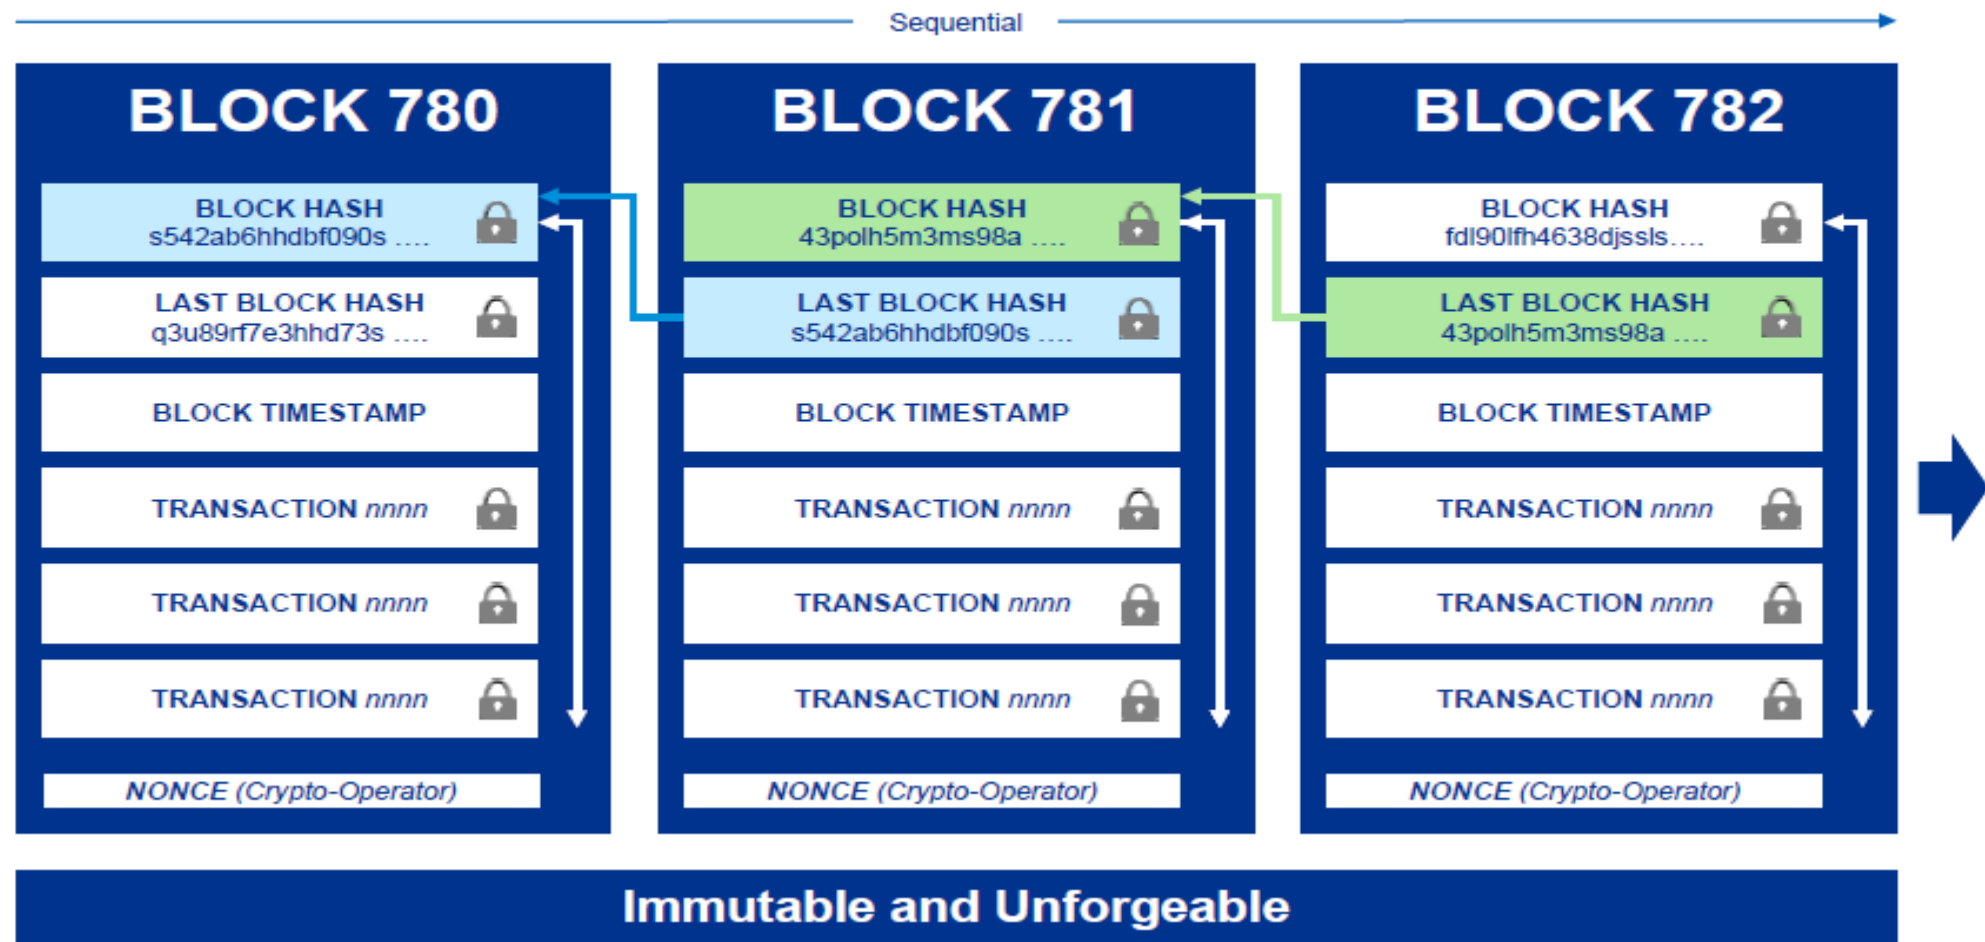 Sequential
BLOCK 780
BLOCK HASH
s542ab6hhdbf090s ....
LAST BLOCK HASH
q3u89rf7e3hhd73s ....
BLOCK TIMESTAMP
TRANSACTION nnnn
TRANSACTION nnnn
TRANSACTION nnnn
NONCE (Crypto-Operator)
BLOCK 781
BLOCK HASH
43polh5m3ms98a ....
LAST BLOCK HASH
s542ab6hhdbf090s ....
BLOCK TIMESTAMP
TRANSACTION nnnn
TRANSACTION nnnn
TRANSACTION nnnn
NONCE (Crypto-Operator)
BLOCK 782
BLOCK HASH
fdl90lfh4638djssls....
LAST BLOCK HASH
43polh5m3ms98a ....
BLOCK TIMESTAMP
TRANSACTION nnnn
TRANSACTION nnnn
TRANSACTION nnnn
NONCE (Crypto-Operator)
Immutable and Unforgeable